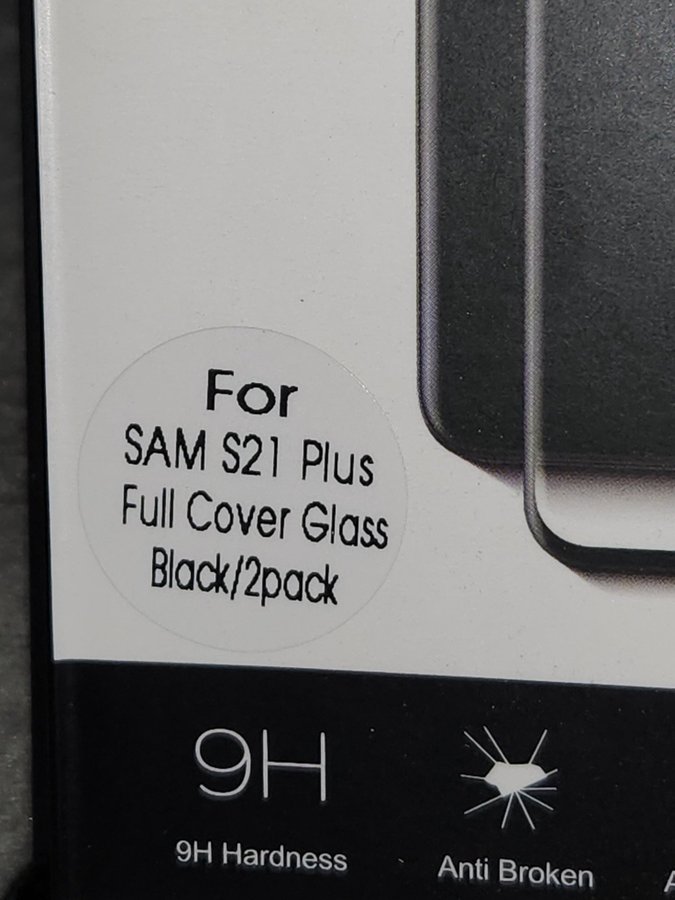 For
SAM S21 Plus
Full Cover Glass
Black/2pack
9H
9H Hardness
Anti Broken